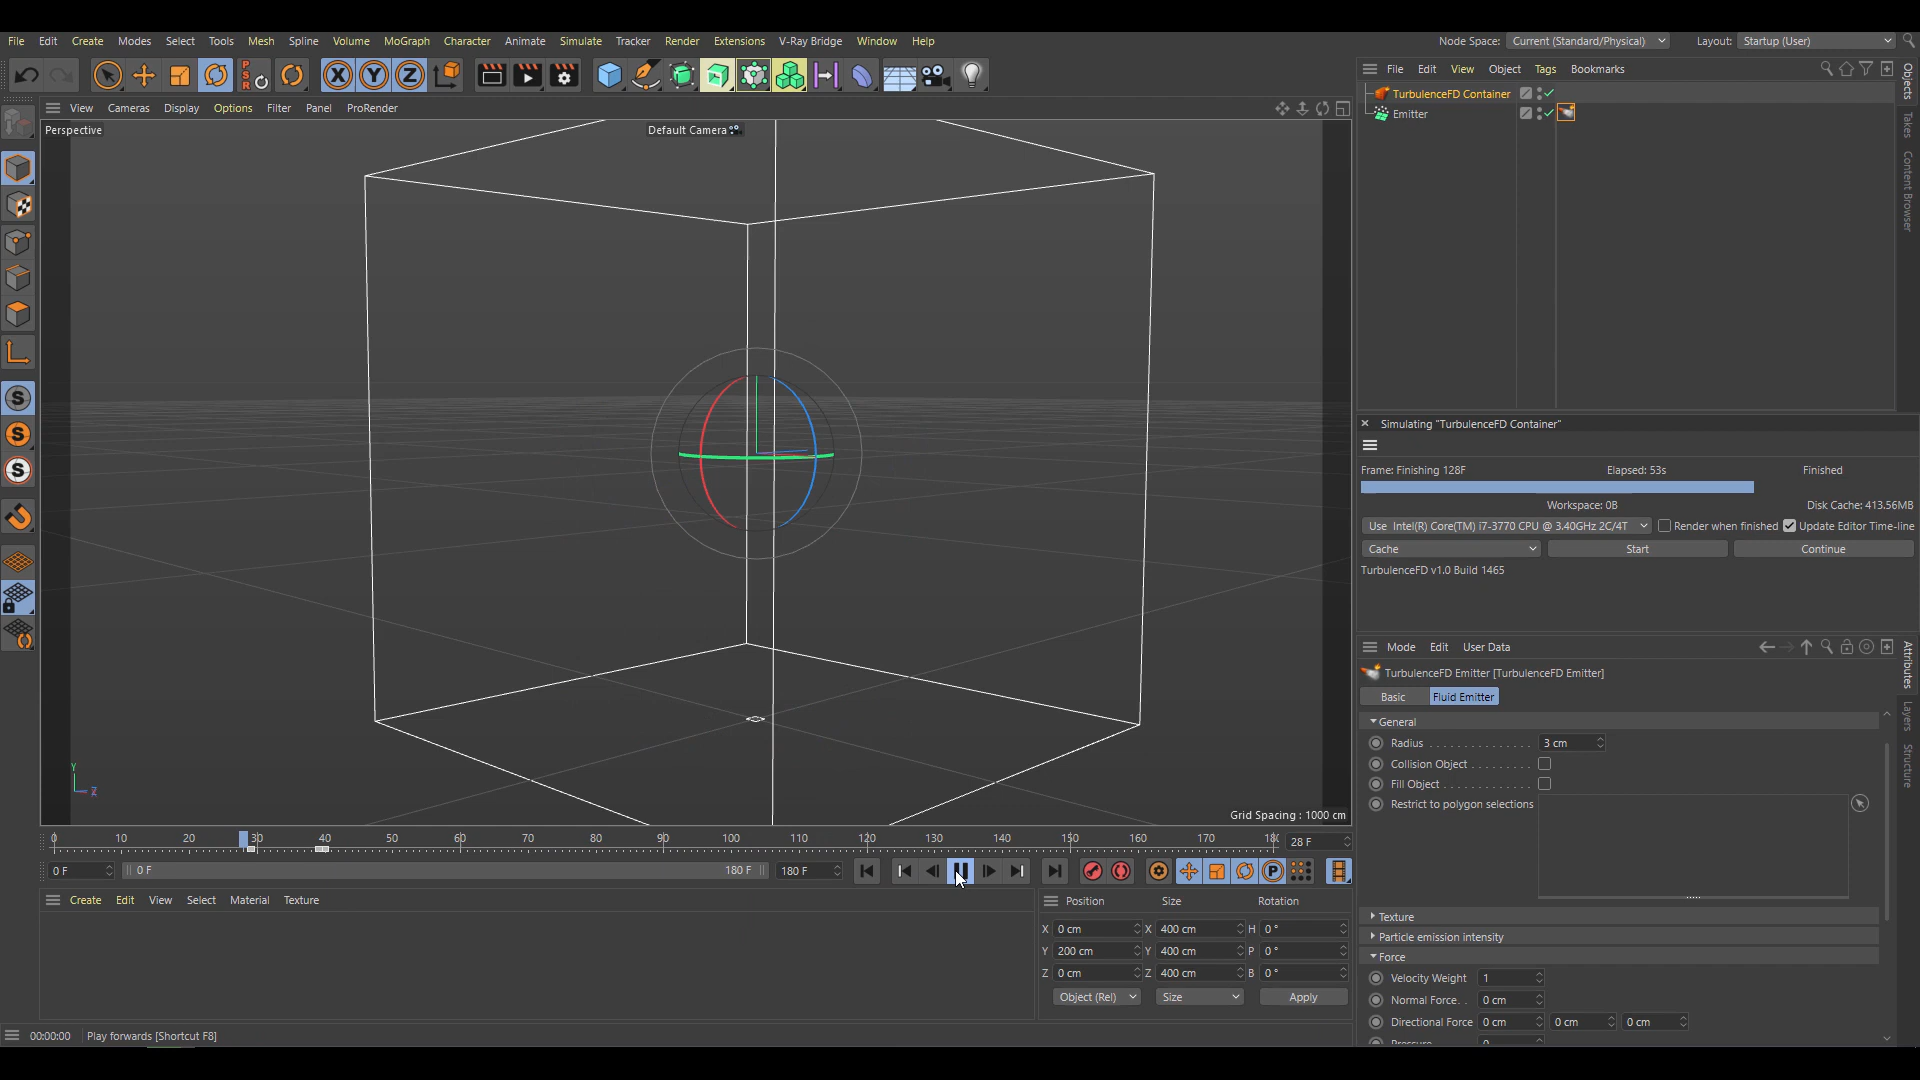 File Edit Create Modes Select Tools Mesh Spline Volume MoGraph Character Animate Simulate Tracker Render Extensions V-Ray Bridge Window Help Node Space: Current (Standard/Physical) Layout: Startup (User)
File Edit View Object Tags Bookmarks
View Cameras Display Options Filter Panel ProRender
Perspective
Default Camera
TurbulenceFD Container
Emitter
Objects
Takes
Content Browser
Simulating "TurbulenceFD Container"
Frame: Finishing 128F Elapsed: 53s Finished
Workspace: 0B Disk Cache: 413.56MB
Use Intel(R) Core(TM) i7-3770 CPU @ 3.40GHz 2C/4T Render when finished Update Editor Time-line
Cache Start Continue
TurbulenceFD v1.0 Build 1465
Mode Edit User Data
TurbulenceFD Emitter [TurbulenceFD Emitter]
Basic Fluid Emitter
General
Radius 3 cm
Collision Object
Fill Object
Restrict to polygon selections
Texture
Particle emission intensity
Force
Velocity Weight 1
Normal Force 0 cm
Directional Force 0 cm 0 cm 0 cm
Attributes
Layers
Structure
PSR
X Y Z
S
S
S
Y
Z
Grid Spacing : 1000 cm
0 10 20 30 40 50 60 70 80 90 100 110 120 130 140 150 160 170 28 F
0 F 0 F 180 F 180 F P
Create Edit View Select Material Texture
Position Size Rotation
X 0 cm X 400 cm H 0 °
Y 200 cm Y 400 cm P 0 °
Z 0 cm Z 400 cm B 0 °
Object (Rel) Size Apply
00:00:00 Play forwards [Shortcut F8]